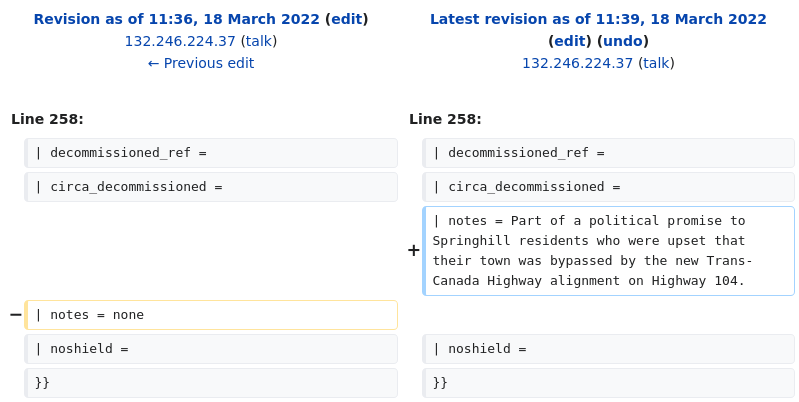 Revision as of 11:36, 18 March 2022 (edit)
132.246.224.37 (talk)
← Previous edit
Latest revision as of 11:39, 18 March 2022
(edit) (undo)
132.246.224.37 (talk)
Line 258:
Line 258:
| decommissioned_ref =
| decommissioned_ref =
| circa_decommissioned =
| circa_decommissioned =
+
| notes = Part of a political promise to
Springhill residents who were upset that
their town was bypassed by the new Trans-
Canada Highway alignment on Highway 104.
−
| notes = none
| noshield =
| noshield =
}}
}}